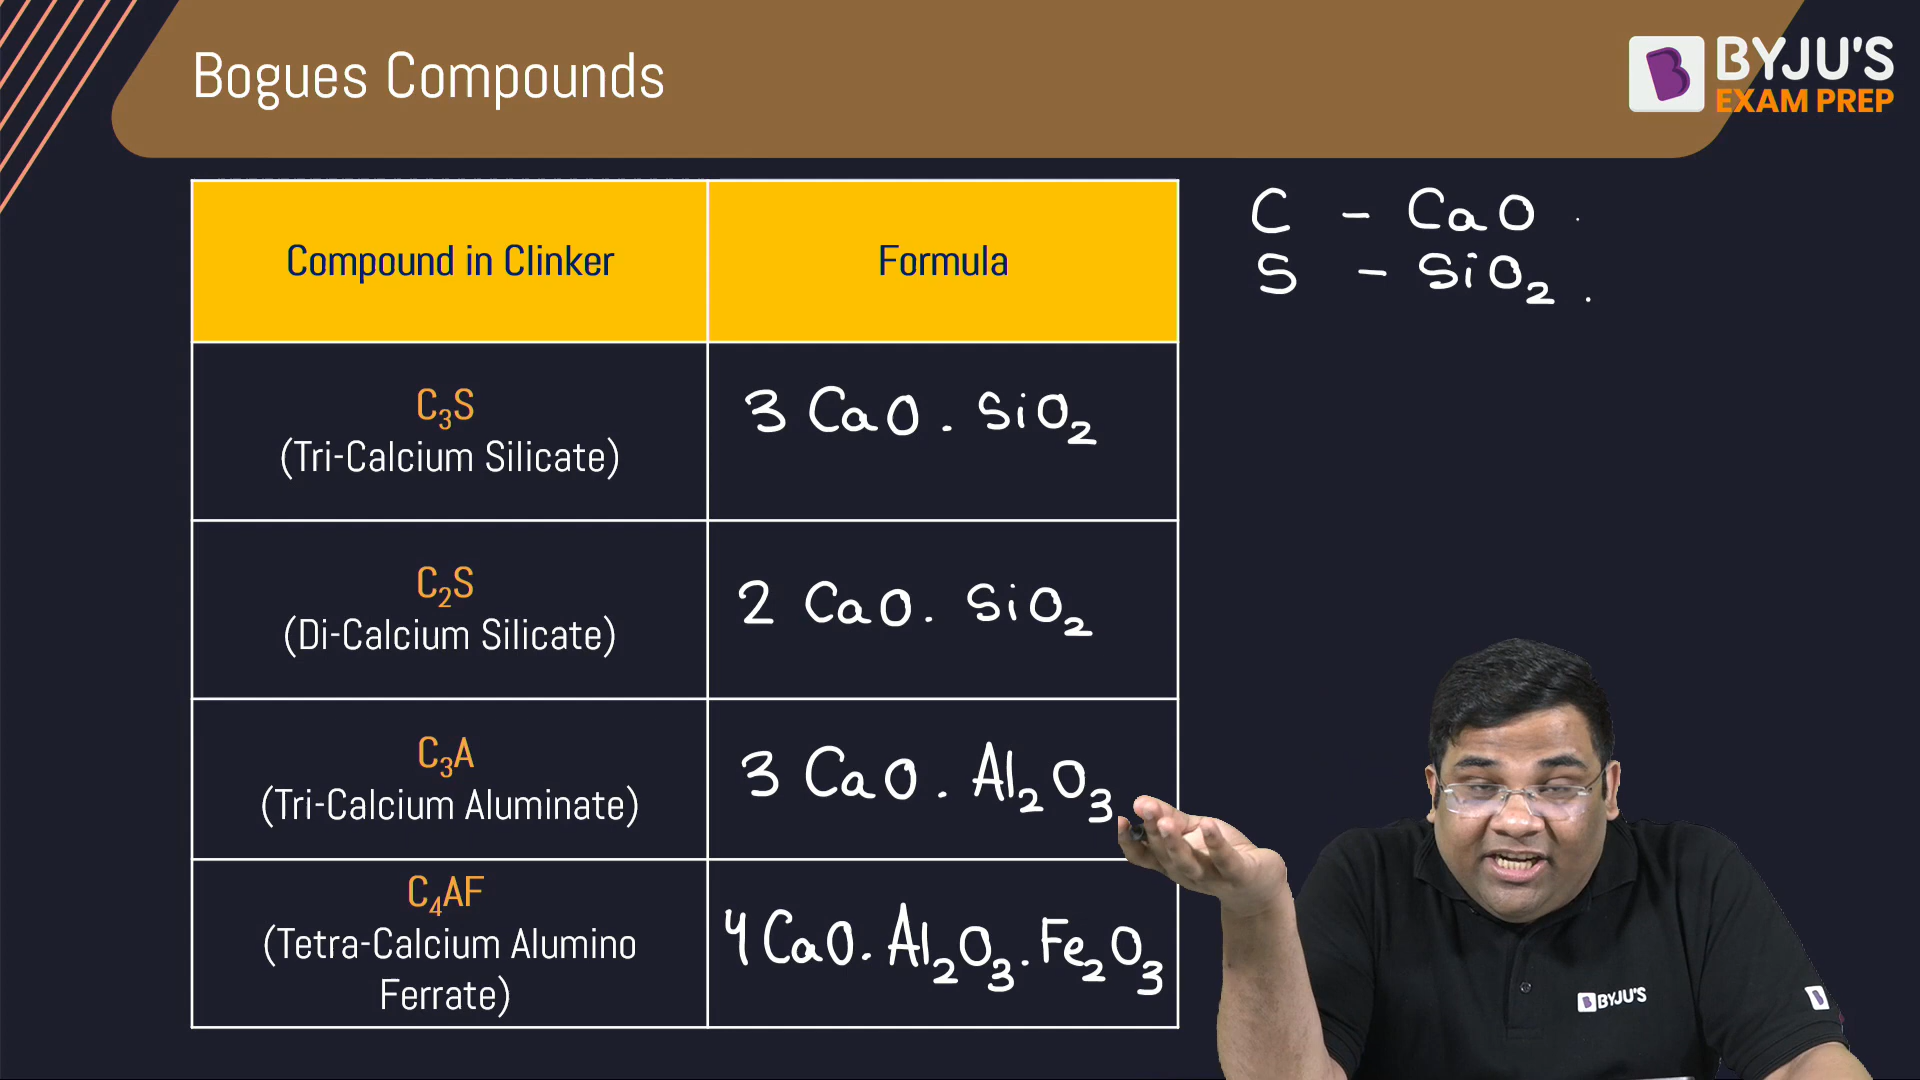 Bogues Compounds
BYJU'S
EXAM PREP
Compound in Clinker
Formula
C - CaO
S - SiO₂
C₃S
(Tri-Calcium Silicate)
3 CaO . SiO₂
C₂S
(Di-Calcium Silicate)
2 CaO . SiO₂
C₃A
(Tri-Calcium Aluminate)
3 CaO . Al₂O₃
C₄AF
(Tetra-Calcium Alumino
Ferrate)
4 CaO . Al₂O₃ . Fe₂O₃
BYJU'S